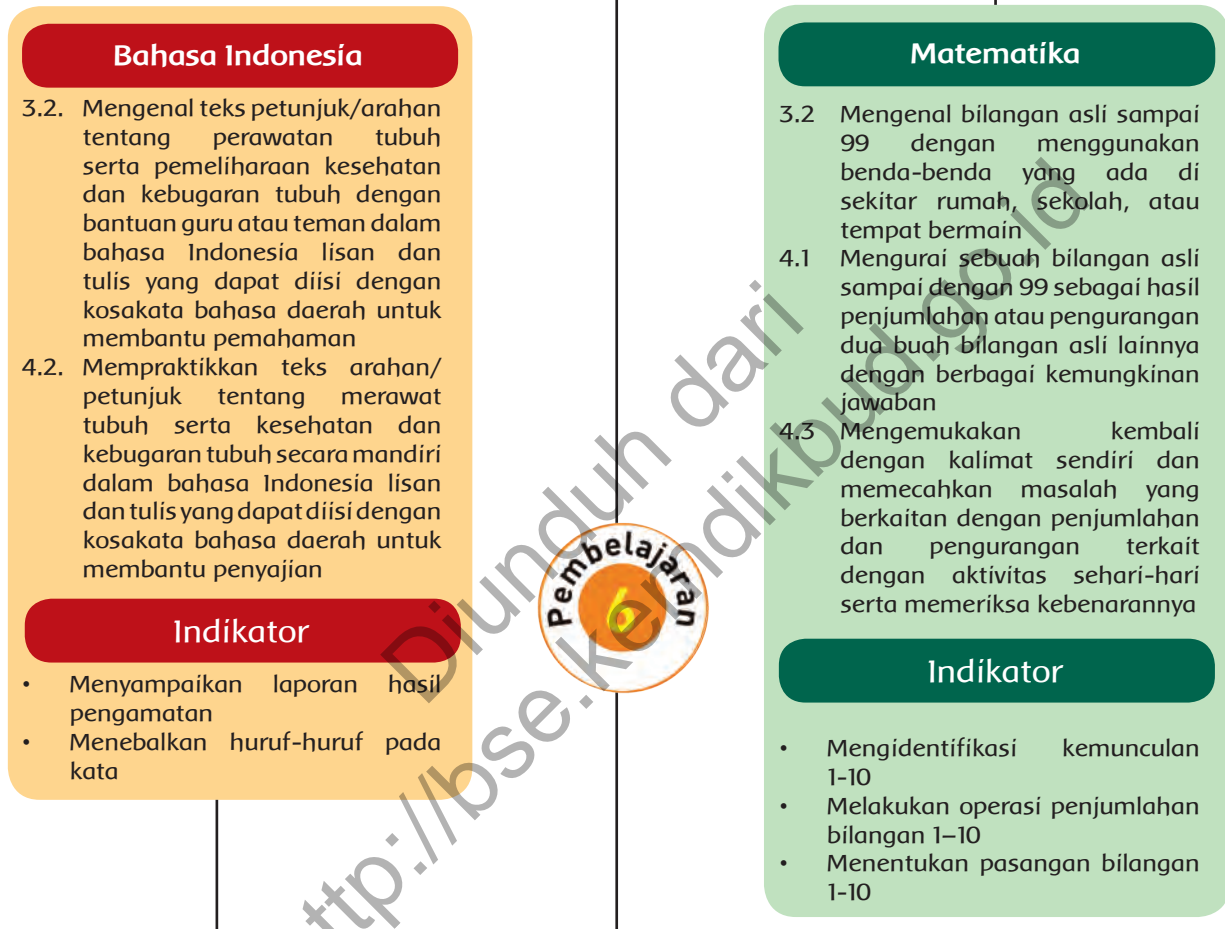 Bahasa Indonesia
3.2. Mengenal teks petunjuk/arahan
tentang perawatan tubuh
serta pemeliharaan kesehatan
dan kebugaran tubuh dengan
bantuan guru atau teman dalam
bahasa Indonesia lisan dan
tulis yang dapat diisi dengan
kosakata bahasa daerah untuk
membantu pemahaman
4.2. Mempraktikkan teks arahan/
petunjuk tentang merawat
tubuh serta kesehatan dan
kebugaran tubuh secara mandiri
dalam bahasa Indonesia lisan
dan tulis yang dapat diisi dengan
kosakata bahasa daerah untuk
membantu penyajian
Indikator
• Menyampaikan laporan hasil
pengamatan
• Menebalkan huruf-huruf pada
kata
Pembelajaran
6
Matematika
3.2 Mengenal bilangan asli sampai
99 dengan menggunakan
benda-benda yang ada di
sekitar rumah, sekolah, atau
tempat bermain
4.1 Mengurai sebuah bilangan asli
sampai dengan 99 sebagai hasil
penjumlahan atau pengurangan
dua buah bilangan asli lainnya
dengan berbagai kemungkinan
jawaban
4.3 Mengemukakan kembali
dengan kalimat sendiri dan
memecahkan masalah yang
berkaitan dengan penjumlahan
dan pengurangan terkait
dengan aktivitas sehari-hari
serta memeriksa kebenarannya
Indikator
• Mengidentifikasi kemunculan
1-10
• Melakukan operasi penjumlahan
bilangan 1–10
• Menentukan pasangan bilangan
1-10
Diunduh dari
ttp://bse.kemdikbud.go.id